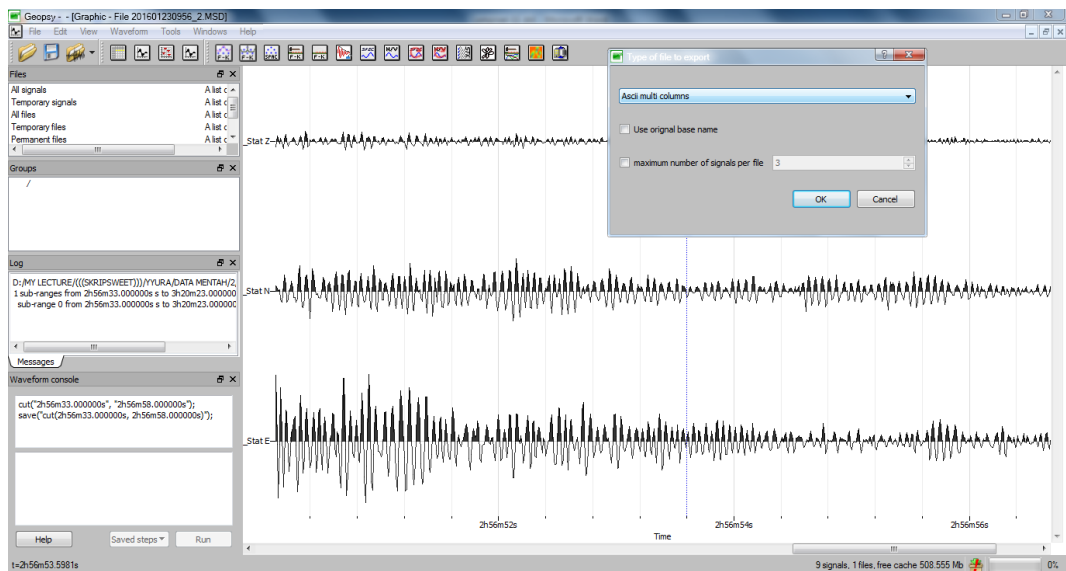 Geopsy - - [Graphic - File 201601230956_2.MSD]
File Edit View Waveform Tools Windows Help
Files
All signals A list c
Temporary signals A list c
All files A list c
Temporary files A list c
Permanent files A list c
Groups
/
Log
D:/MY LECTURE/(((SKRIPSWEET)))/YYURA/DATA MENTAH/2
1 sub-ranges from 2h56m33.000000s s to 3h20m23.000000
sub-range 0 from 2h56m33.000000s s to 3h20m23.000000
Messages
Waveform console
cut("2h56m33.000000s", "2h56m58.000000s");
save("cut(2h56m33.000000s, 2h56m58.000000s)");
Help Saved steps Run
t=2h56m53.5981s
_Stat Z
_Stat N
_Stat E
2h56m52s 2h56m54s 2h56m56s
Time
Type of file to export
Ascii multi columns
Use orignal base name
maximum number of signals per file 3
OK Cancel
9 signals, 1 files, free cache 508.555 Mb 0%